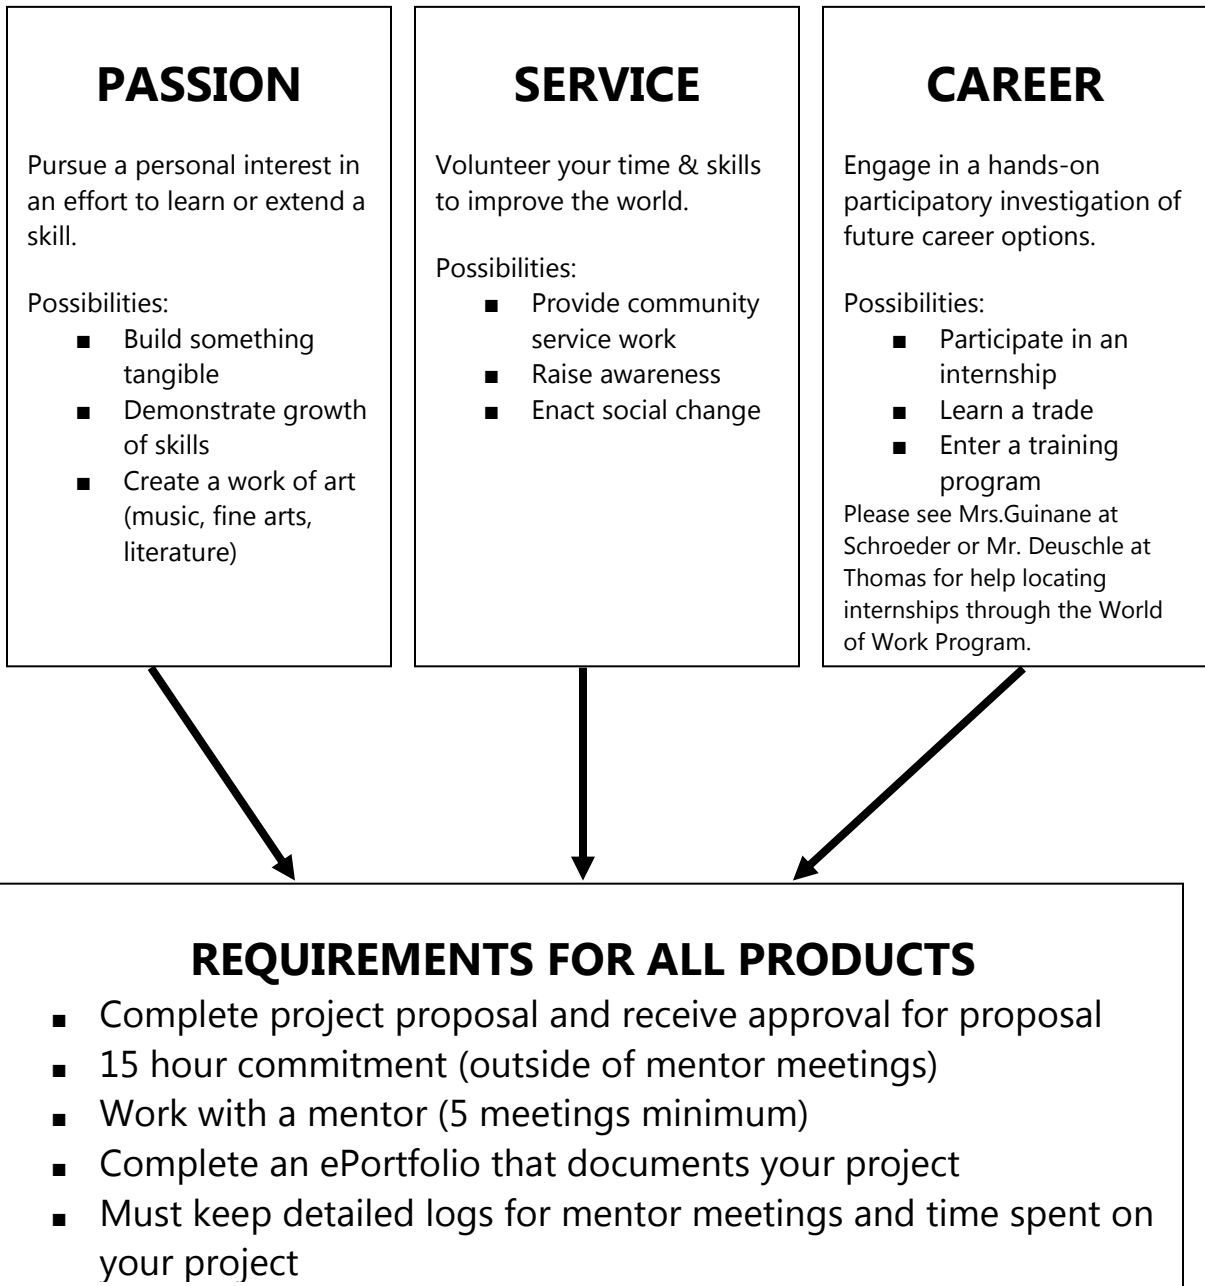 PASSION
Pursue a personal interest in
an effort to learn or extend a
skill.
Possibilities:
■ Build something
tangible
■ Demonstrate growth
of skills
■ Create a work of art
(music, fine arts,
literature)
SERVICE
Volunteer your time & skills
to improve the world.
Possibilities:
■ Provide community
service work
■ Raise awareness
■ Enact social change
CAREER
Engage in a hands-on
participatory investigation of
future career options.
Possibilities:
■ Participate in an
internship
■ Learn a trade
■ Enter a training
program
Please see Mrs.Guinane at
Schroeder or Mr. Deuschle at
Thomas for help locating
internships through the World
of Work Program.
REQUIREMENTS FOR ALL PRODUCTS
■ Complete project proposal and receive approval for proposal
■ 15 hour commitment (outside of mentor meetings)
■ Work with a mentor (5 meetings minimum)
■ Complete an ePortfolio that documents your project
■ Must keep detailed logs for mentor meetings and time spent on
your project